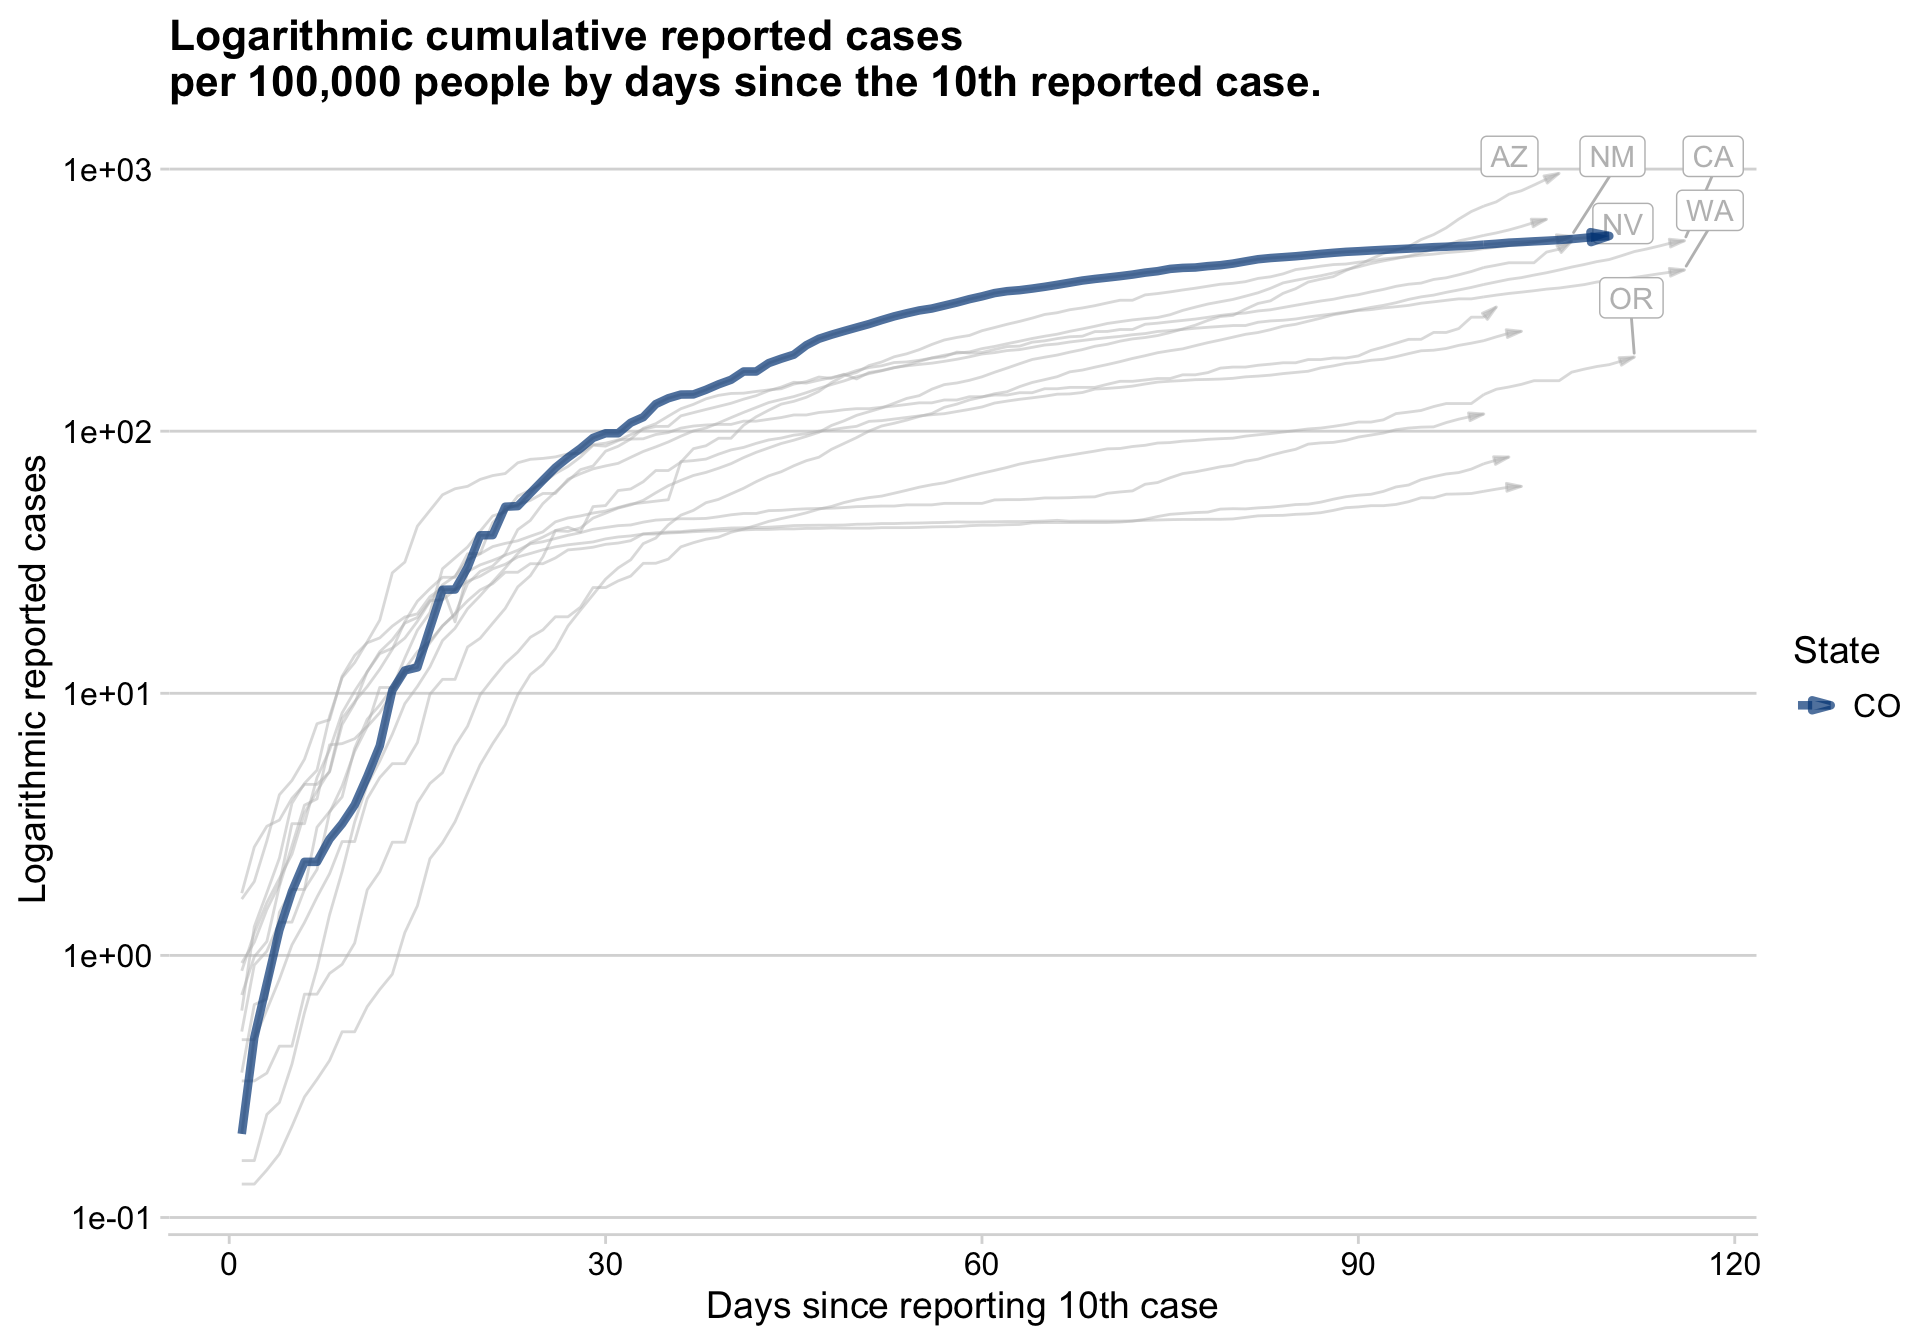 Logarithmic cumulative reported cases
per 100,000 people by days since the 10th reported case.
Logarithmic reported cases
1e+03
1e+02
1e+01
1e+00
1e-01
AZ
NM
CA
WA
NV
OR
State
CO
0
30
60
90
120
Days since reporting 10th case